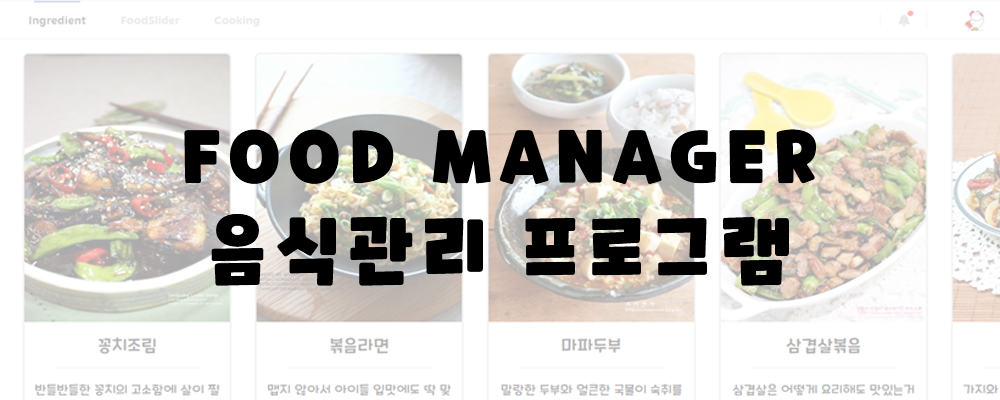 Ingredient FoodSlider Cooking
FOOD MANAGER
음식관리 프로그램
꽁치조림 볶음라면 마파두부 삼겹살볶음
반들반들한 꽁치의 고소함에 살이 필 맵지 않아서 아이들 입맛에도 딱 맞 말랑한 두부와 얼큰한 국물이 숙취를 삼겹살은 어떻게 요리해도 맛있는거 가지와